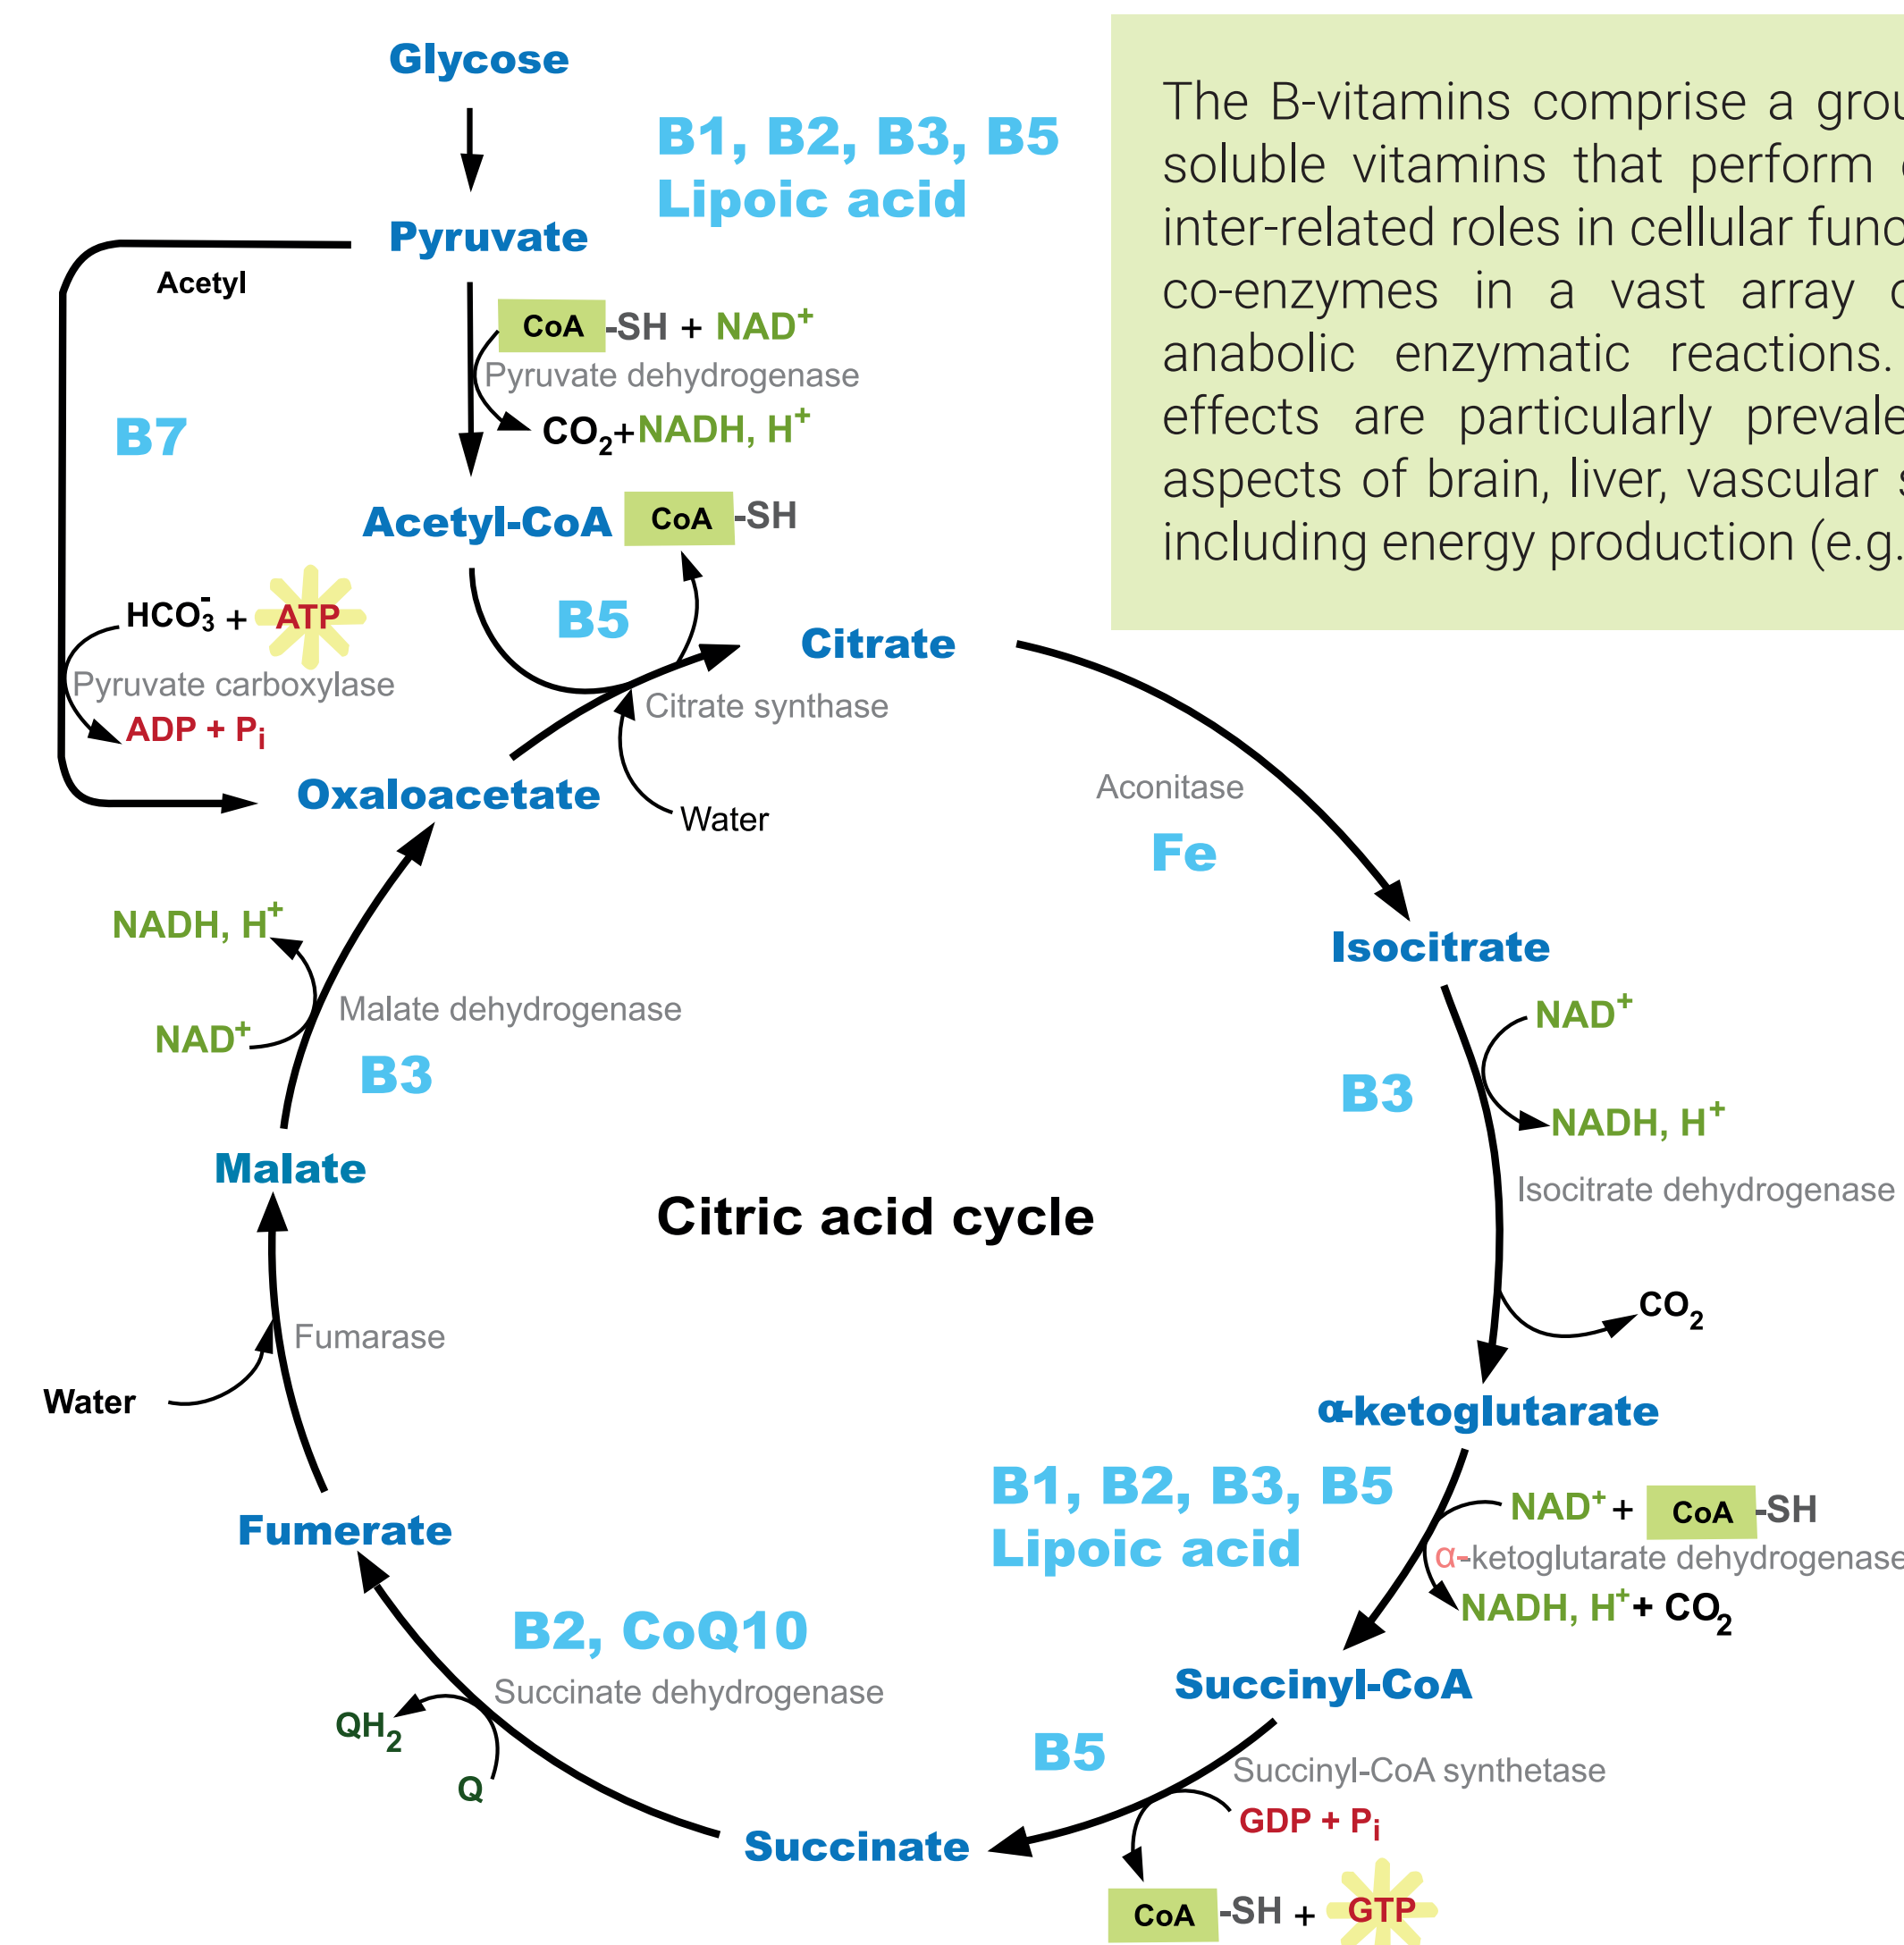 Glycose
B1, B2, B3, B5
Lipoic acid
Pyruvate
Acetyl
CoA -SH + NAD⁺
Pyruvate dehydrogenase
CO₂+NADH, H⁺
B7
Acetyl-CoA
CoA -SH
B5
HCO₃⁻ + ATP
Pyruvate carboxylase
ADP + Pᵢ
Citrate
Citrate synthase
Oxaloacetate
Water
The B-vitamins comprise a
soluble vitamins that perform
inter-related roles in cellular
co-enzymes in a vast array
anabolic enzymatic reactions.
effects are particularly
aspects of brain, liver, vascular
including energy production (e.g.
Aconitase
Fe
Isocitrate
NAD⁺
B3
NADH, H⁺
Isocitrate dehydrogenase
CO₂
NADH, H⁺
NAD⁺
Malate dehydrogenase
B3
Malate
Citric acid cycle
Fumarase
Water
α-ketoglutarate
B1, B2, B3, B5
Lipoic acid
NAD⁺ + CoA -SH
α-ketoglutarate dehydrogenase
NADH, H⁺ + CO₂
Fumerate
B2, CoQ10
Succinate dehydrogenase
QH₂
Q
Succinyl-CoA
B5
Succinyl-CoA synthetase
GDP + Pᵢ
Succinate
CoA -SH + GTP